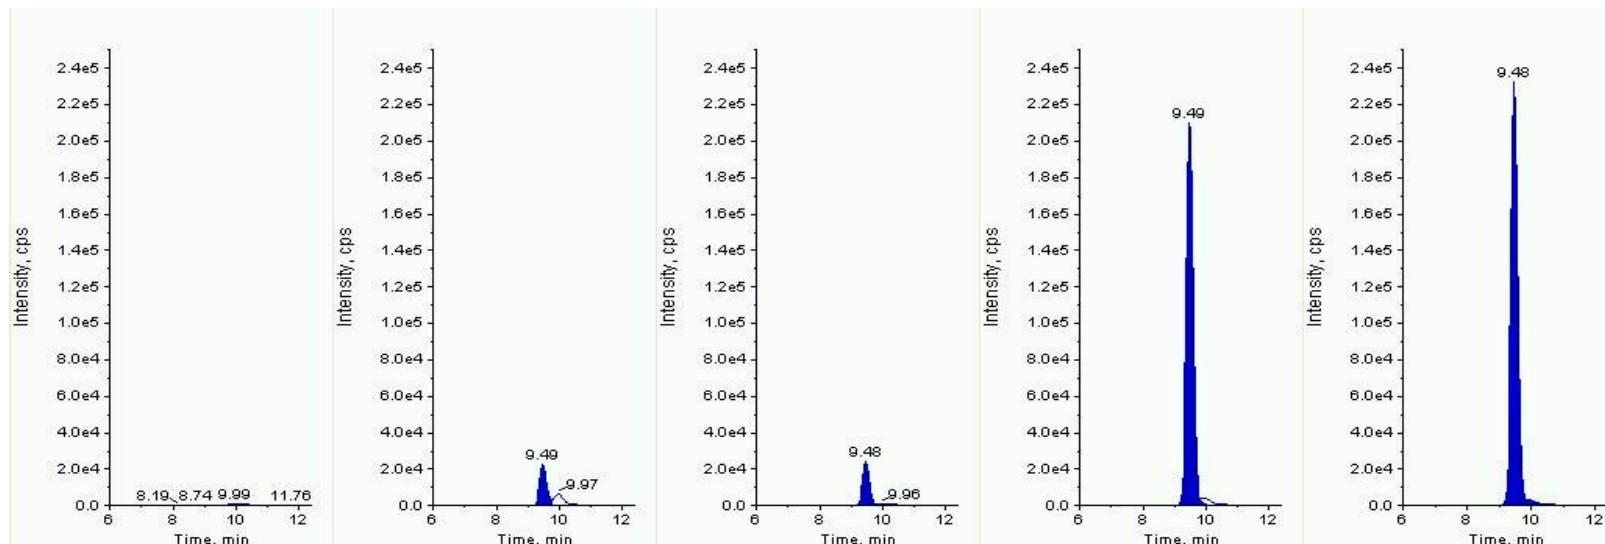 2.4e5
2.2e5
2.0e5
1.8e5
1.6e5
1.4e5
1.2e5
1.0e5
8.0e4
6.0e4
4.0e4
2.0e4
0.0
Intensity, cps
8.19 8.74 9.99 11.76
6 8 10 12
Time, min
2.4e5
2.2e5
2.0e5
1.8e5
1.6e5
1.4e5
1.2e5
1.0e5
8.0e4
6.0e4
4.0e4
2.0e4
0.0
Intensity, cps
9.49
9.97
6 8 10 12
Time, min
2.4e5
2.2e5
2.0e5
1.8e5
1.6e5
1.4e5
1.2e5
1.0e5
8.0e4
6.0e4
4.0e4
2.0e4
0.0
Intensity, cps
9.48
9.96
6 8 10 12
Time, min
2.4e5
2.2e5
2.0e5
1.8e5
1.6e5
1.4e5
1.2e5
1.0e5
8.0e4
6.0e4
4.0e4
2.0e4
0.0
Intensity, cps
9.49
6 8 10 12
Time, min
2.4e5
2.2e5
2.0e5
1.8e5
1.6e5
1.4e5
1.2e5
1.0e5
8.0e4
6.0e4
4.0e4
2.0e4
0.0
Intensity, cps
9.48
6 8 10 12
Time, min